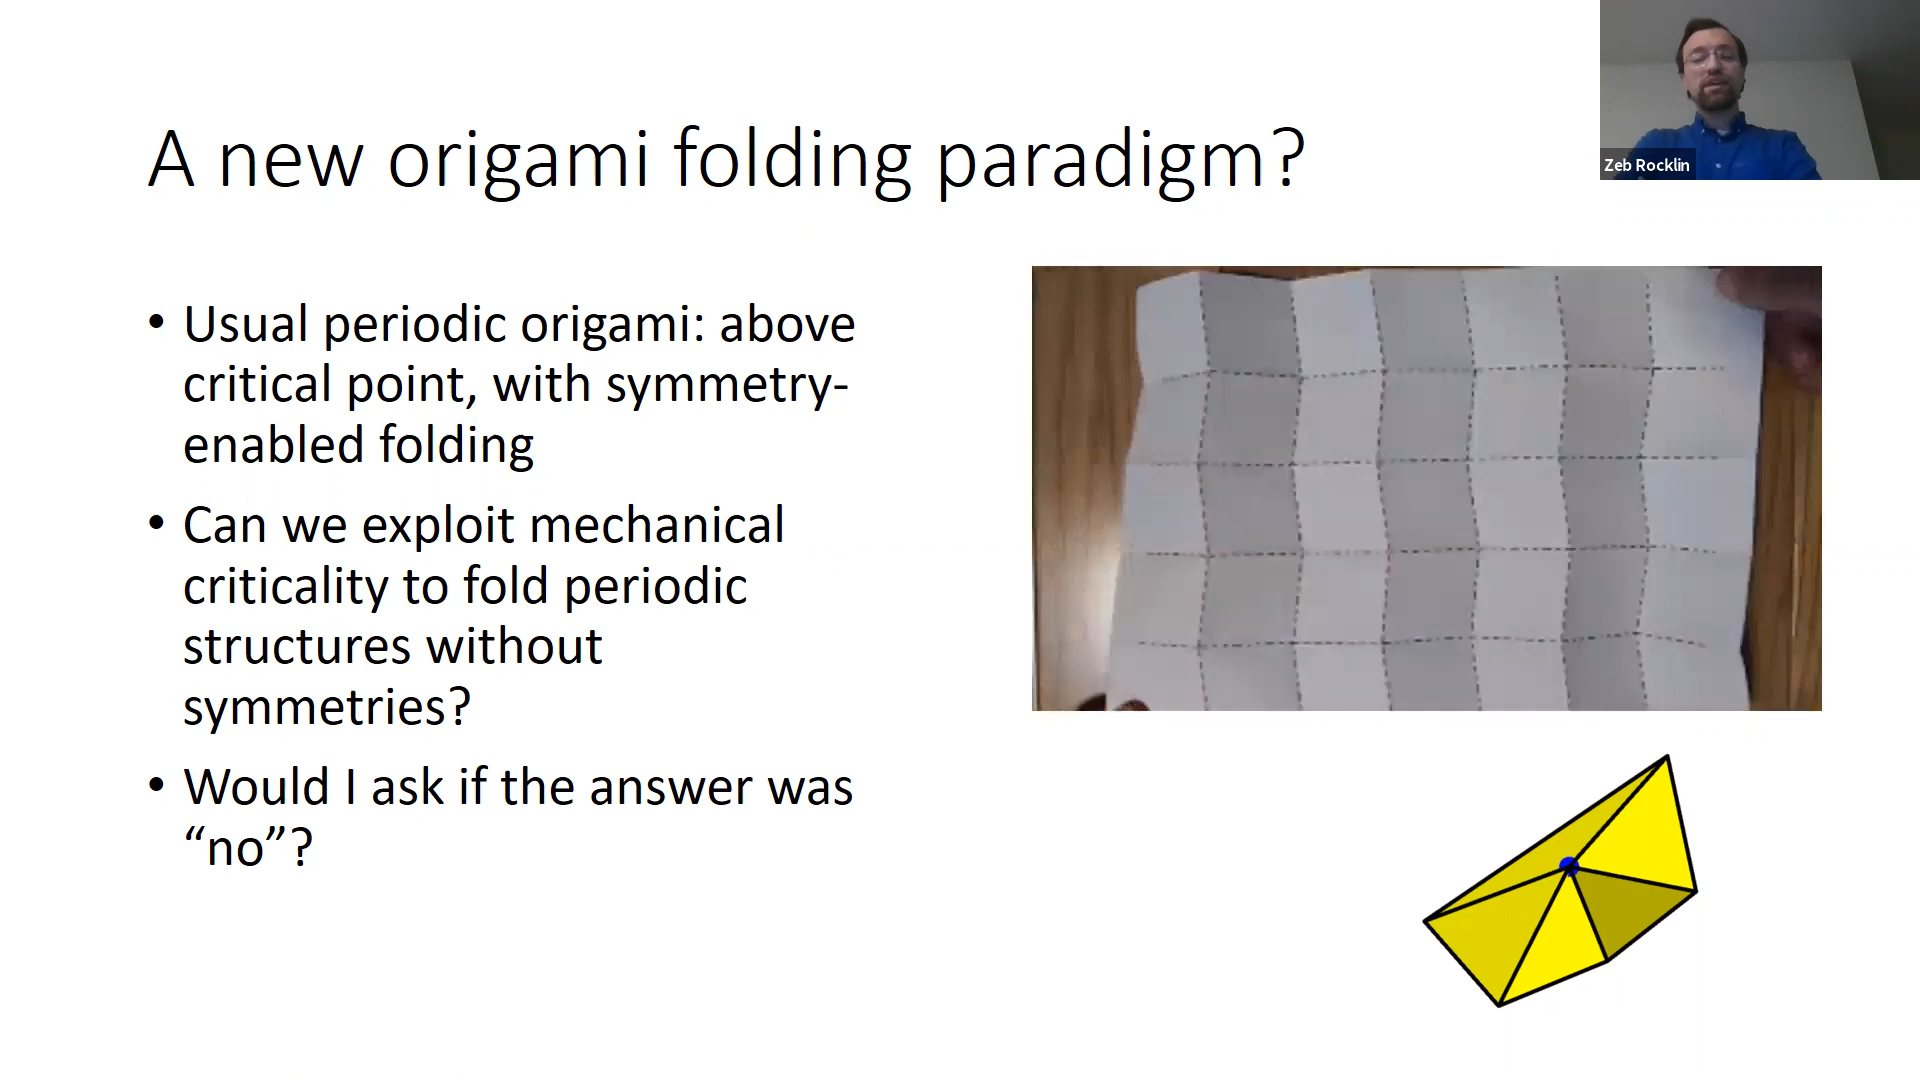 A new origami folding paradigm?
Zeb Rocklin
• Usual periodic origami: above
critical point, with symmetry-
enabled folding
• Can we exploit mechanical
criticality to fold periodic
structures without
symmetries?
• Would I ask if the answer was
“no”?